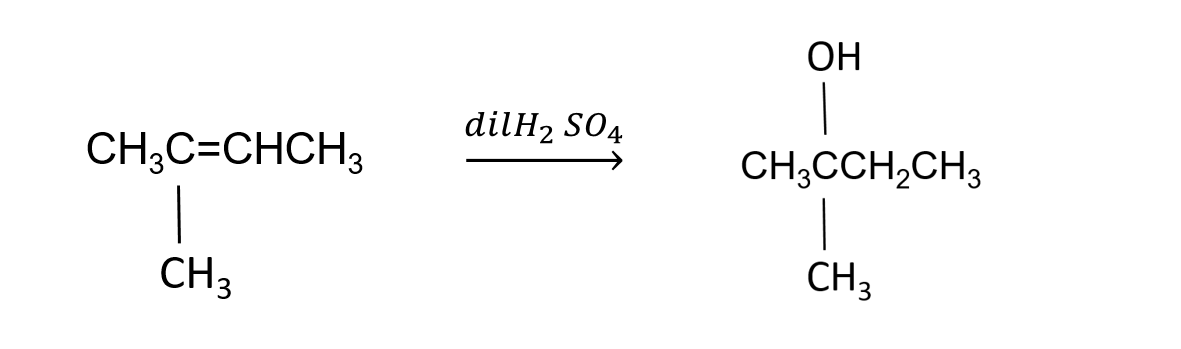 OH
dilH₂ SO₄
CH₃C=CHCH₃
CH₃CCH₂CH₃
CH₃
CH₃